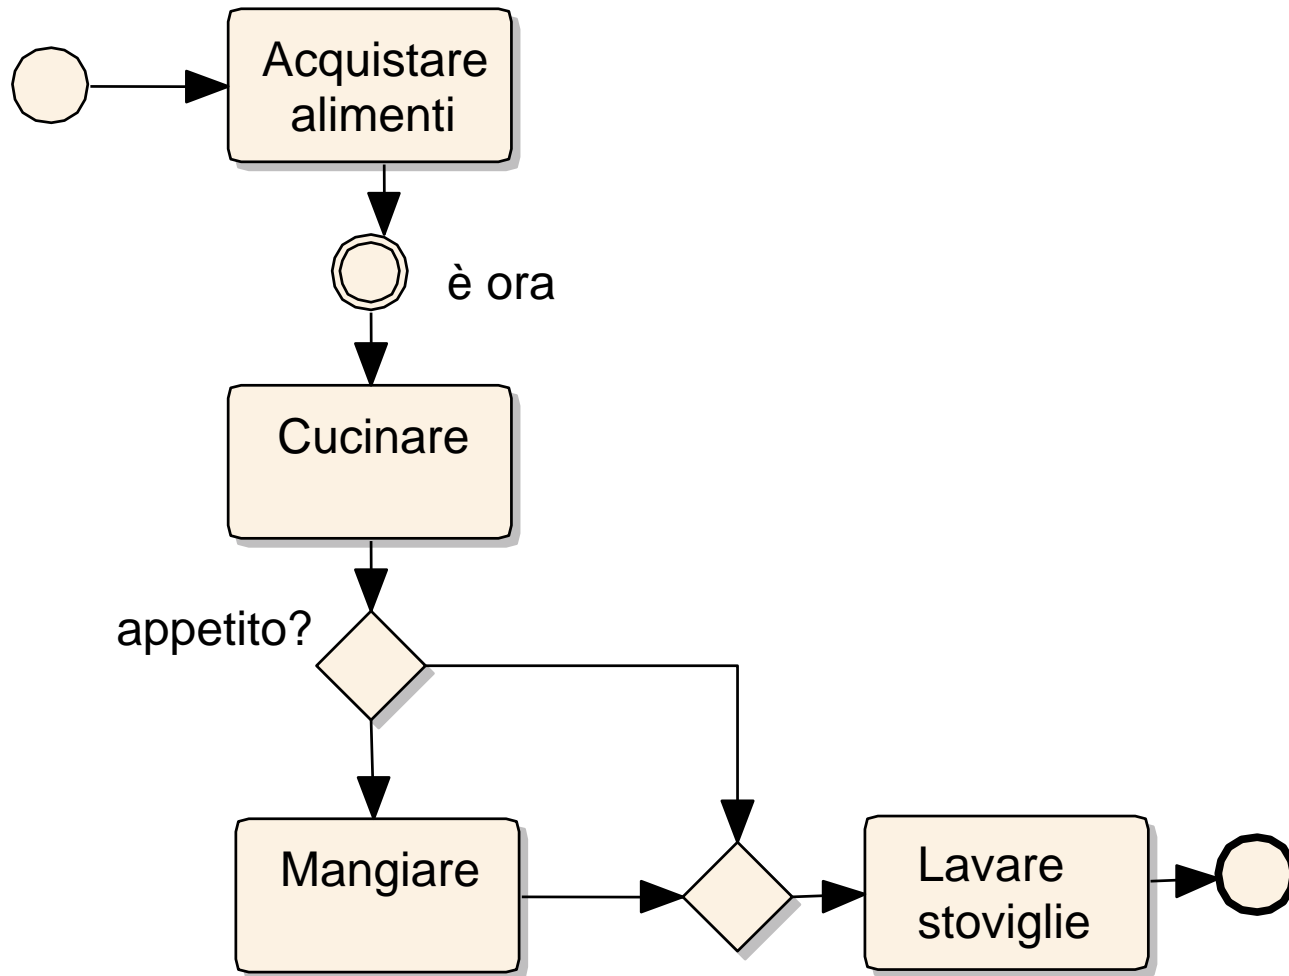 Acquistare
alimenti
è ora
Cucinare
appetito?
Mangiare
Lavare
stoviglie